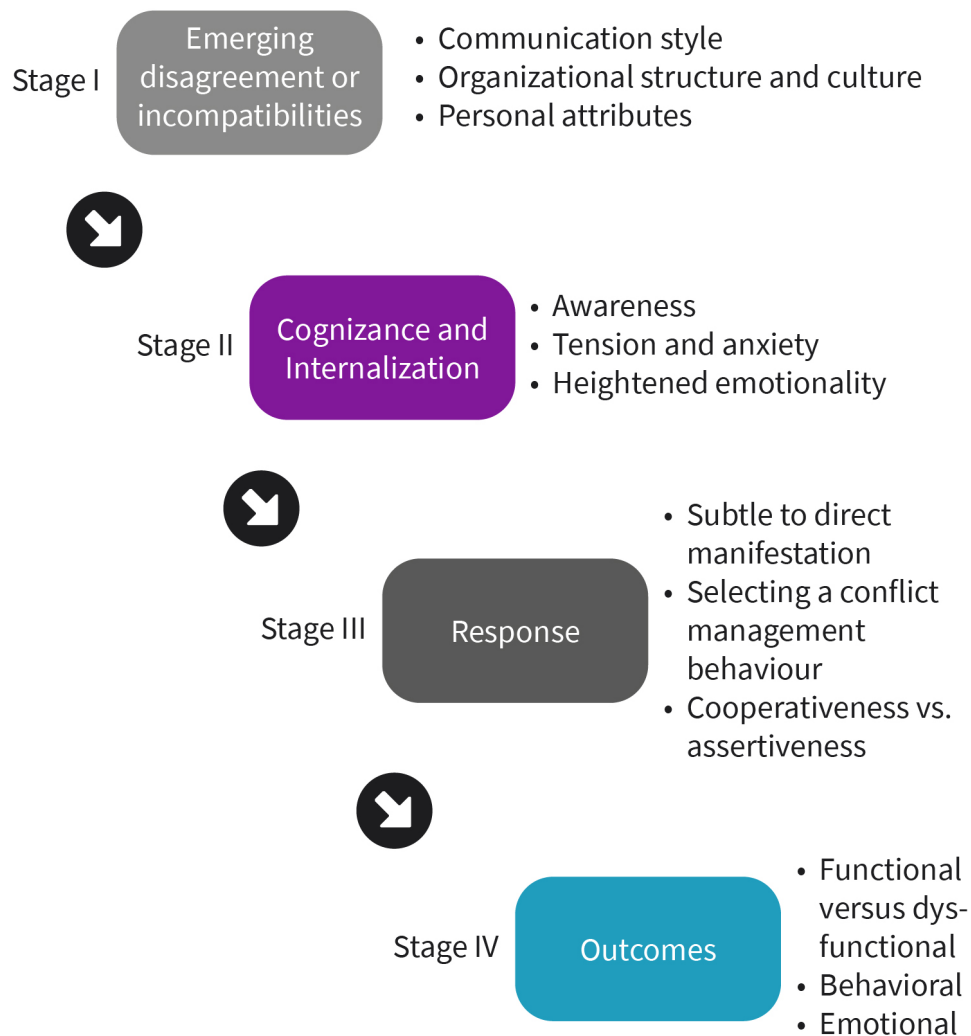 Stage I
Emerging
disagreement or
incompatibilities
• Communication style
• Organizational structure and culture
• Personal attributes
Stage II
Cognizance and
Internalization
• Awareness
• Tension and anxiety
• Heightened emotionality
Stage III
Response
• Subtle to direct
manifestation
• Selecting a conflict
management
behaviour
• Cooperativeness vs.
assertiveness
Stage IV
Outcomes
• Functional
versus dys-
functional
• Behavioral
• Emotional